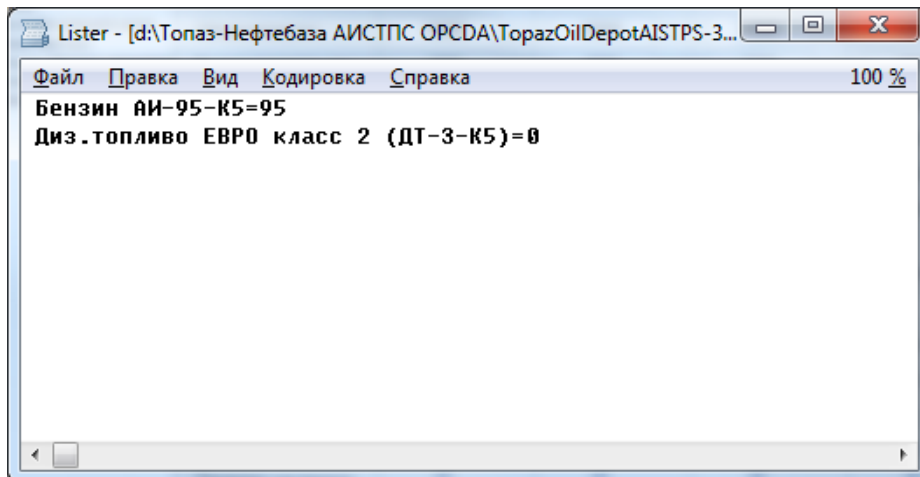 Lister - [d:\Топаз-Нефтебаза АИСТПС OPCDA\TopazOilDepotAISTPS-3...
Файл Правка Вид Кодировка Справка 100 %
Бензин АИ-95-К5=95
Диз.топливо ЕВРО класс 2 (ДТ-З-К5)=0